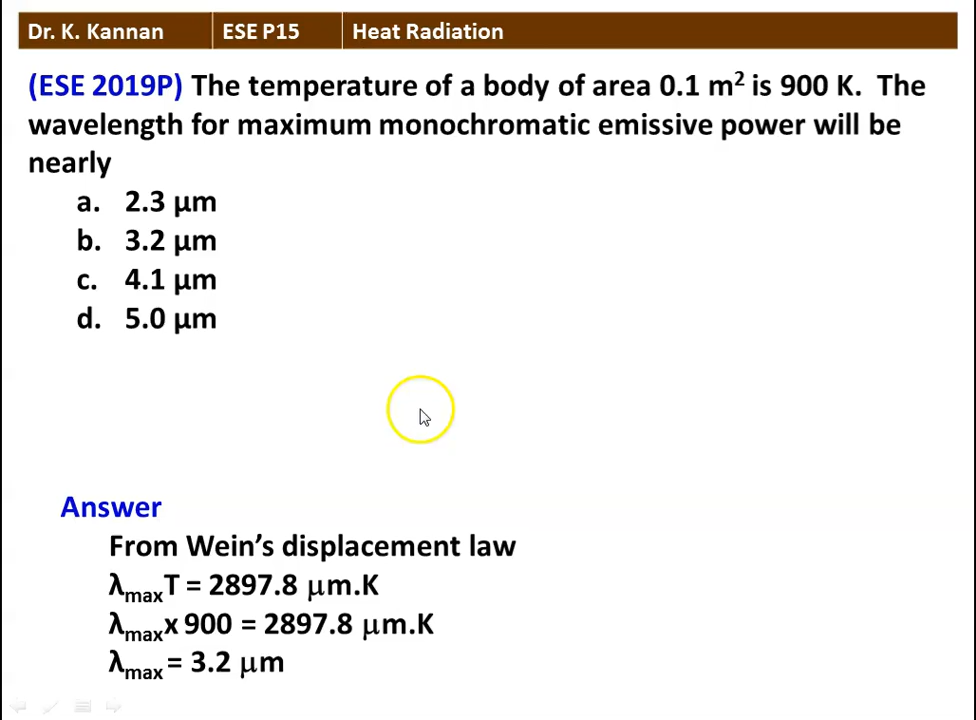 Dr. K. Kannan ESE P15 Heat Radiation
(ESE 2019P) The temperature of a body of area 0.1 m² is 900 K. The
wavelength for maximum monochromatic emissive power will be
nearly
a. 2.3 µm
b. 3.2 µm
c. 4.1 µm
d. 5.0 µm
Answer
From Wein's displacement law
λmaxT = 2897.8 µm.K
λmaxx 900 = 2897.8 µm.K
λmax = 3.2 µm